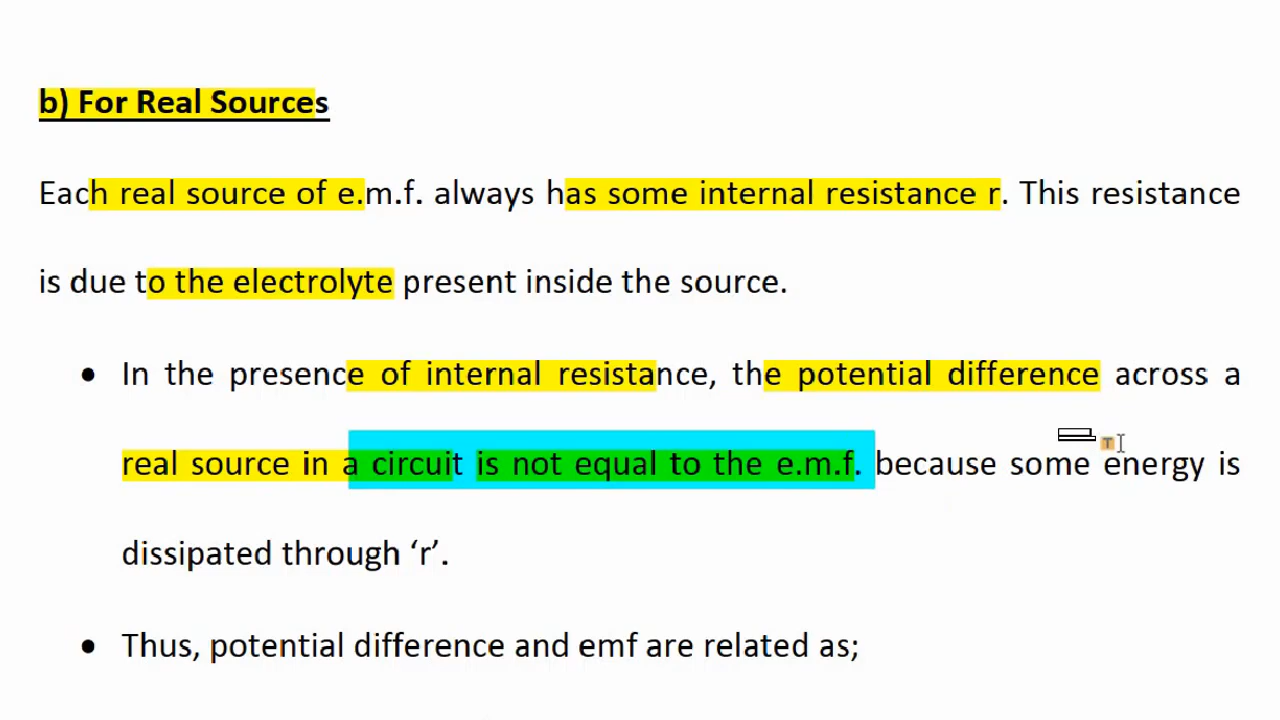 b) For Real Sources
Each real source of e.m.f. always has some internal resistance r. This resistance
is due to the electrolyte present inside the source.
• In the presence of internal resistance, the potential difference across a
real source in a circuit is not equal to the e.m.f. because some energy is
dissipated through ‘r’.
• Thus, potential difference and emf are related as;